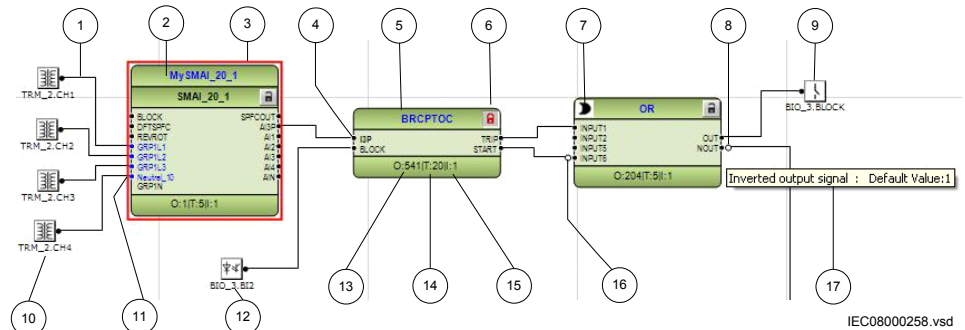 1
2
3
4
5
6
7
8
9
TRM_2.CH1
TRM_2.CH2
TRM_2.CH3
TRM_2.CH4
MySMAI_20_1
SMAI_20_1
BLOCK SPFCOUT
DFTSPFC AI3P
REVROT AI1
GRP1L1 AI2
GRP1L2 AI3
GRP1L3 AI4
Neutral_10 AIN
GRP1N
O:1|T:5|I:1
BRCPTOC
I3P TRIP
BLOCK START
O:541|T:20|I:1
OR
INPUT1 OUT
INPUT2 NOUT
INPUT5
INPUT6
O:204|T:5|I:1
BIO_3.BLOCK
Inverted output signal : Default Value:1
BIO_3.BI2
10
11
12
13
14
15
16
17
IEC08000258.vsd